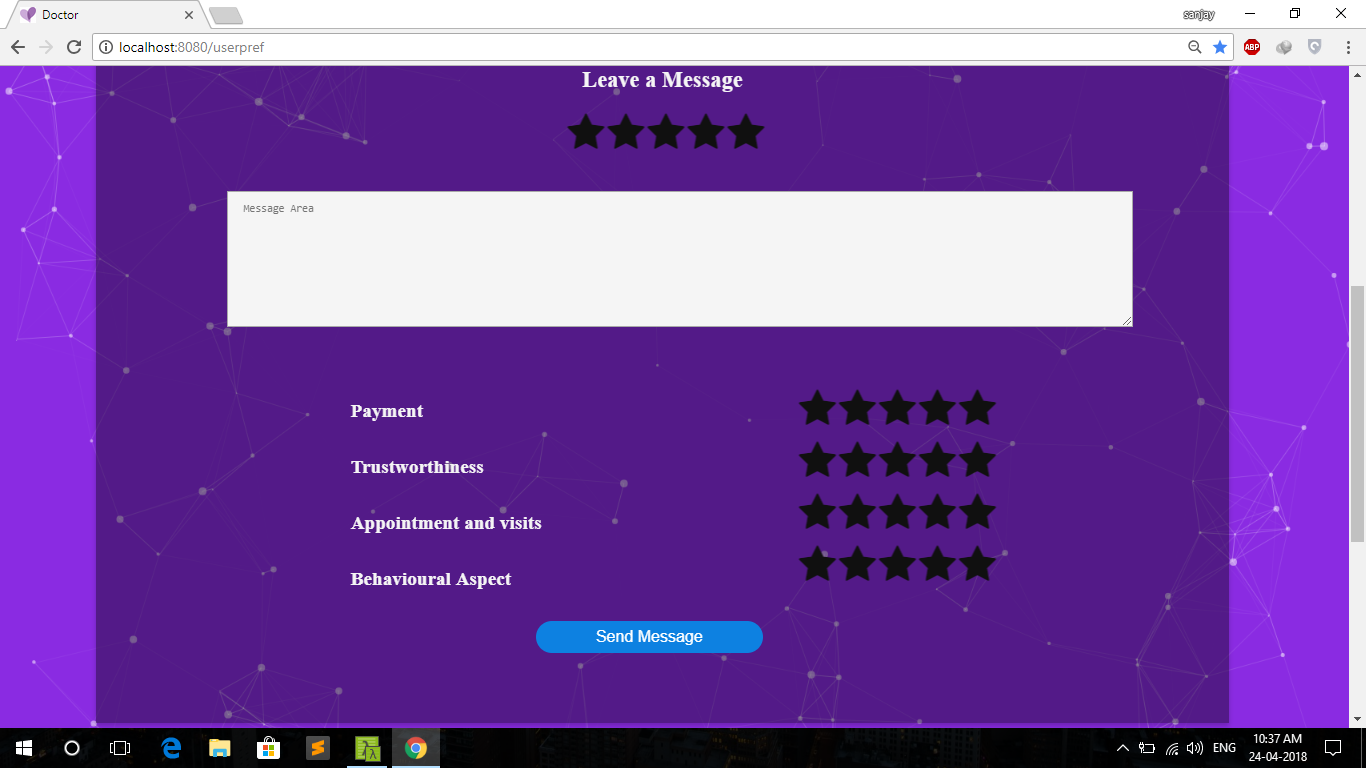 Doctor
sanjay
localhost:8080/userpref
ABP
Leave a Message
Message Area
Payment
Trustworthiness
Appointment and visits
Behavioural Aspect
Send Message
ENG
10:37 AM
24-04-2018